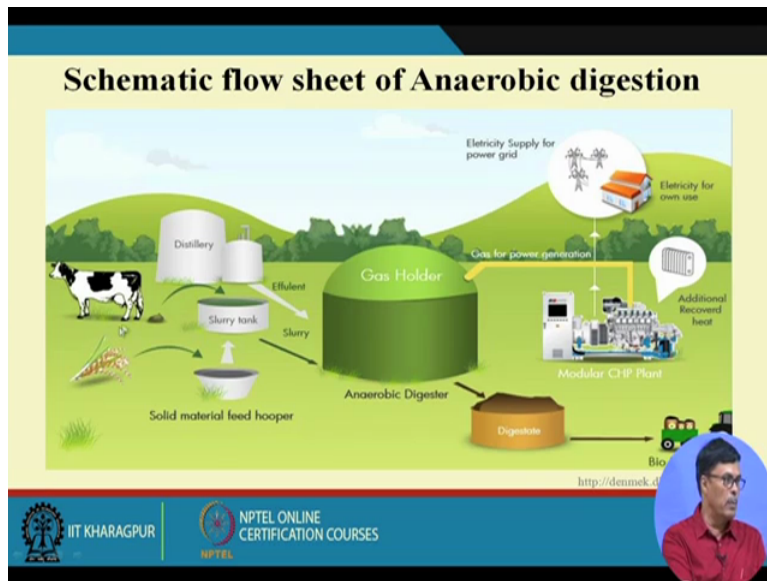 Schematic flow sheet of Anaerobic digestion
Eletricity Supply for
power grid
Eletricity for
own use
Distillery
Gas Holder
Gas for power generation
Effulent
Slurry tank
Slurry
Additional
Recoverd
heat
Modular CHP Plant
Anaerobic Digester
Solid material feed hooper
Digestate
Bio
http://denmek.d
IIT KHARAGPUR
NPTEL
NPTEL ONLINE
CERTIFICATION COURSES